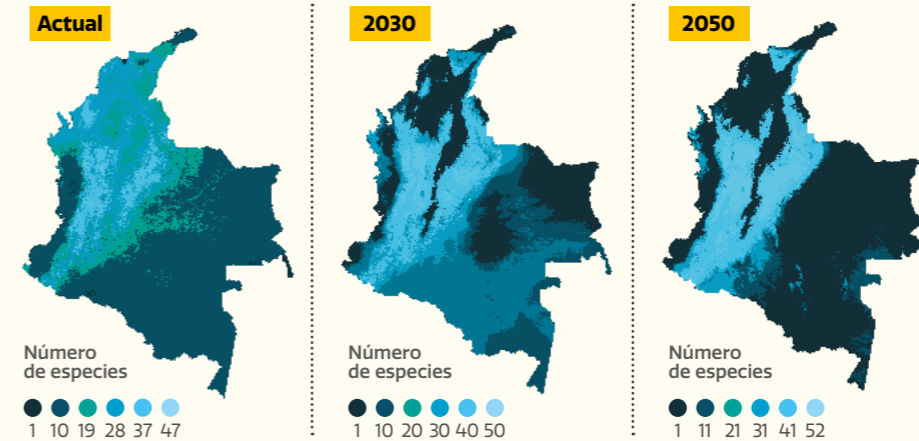 Actual
Número
de especies
1 10 19 28 37 47
2030
Número
de especies
1 10 20 30 40 50
2050
Número
de especies
1 11 21 31 41 52